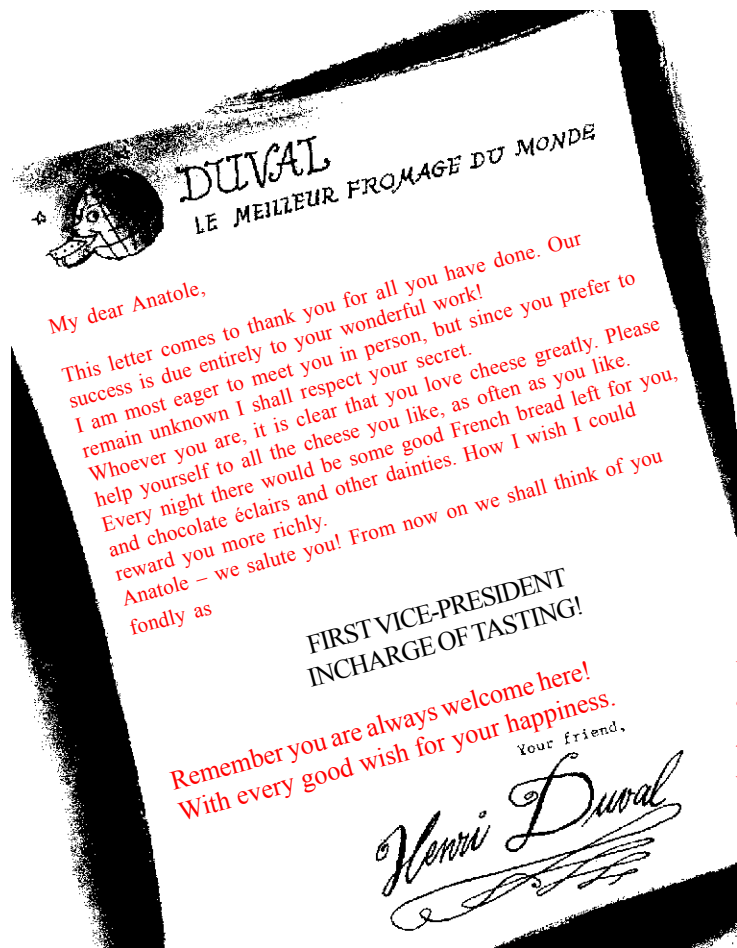 DUVAL
LE MEILLEUR FROMAGE DU MONDE
My dear Anatole,
This letter comes to thank you for all you have done. Our
success is due entirely to your wonderful work!
I am most eager to meet you in person, but since you prefer to
remain unknown I shall respect your secret.
Whoever you are, it is clear that you love cheese greatly. Please
help yourself to all the cheese you like, as often as you like.
Every night there would be some good French bread left for you,
and chocolate éclairs and other dainties. How I wish I could
reward you more richly.
Anatole – we salute you! From now on we shall think of you
fondly as
FIRST VICE-PRESIDENT
INCHARGE OF TASTING!
Remember you are always welcome here!
With every good wish for your happiness.
Your friend,
Henri Duval